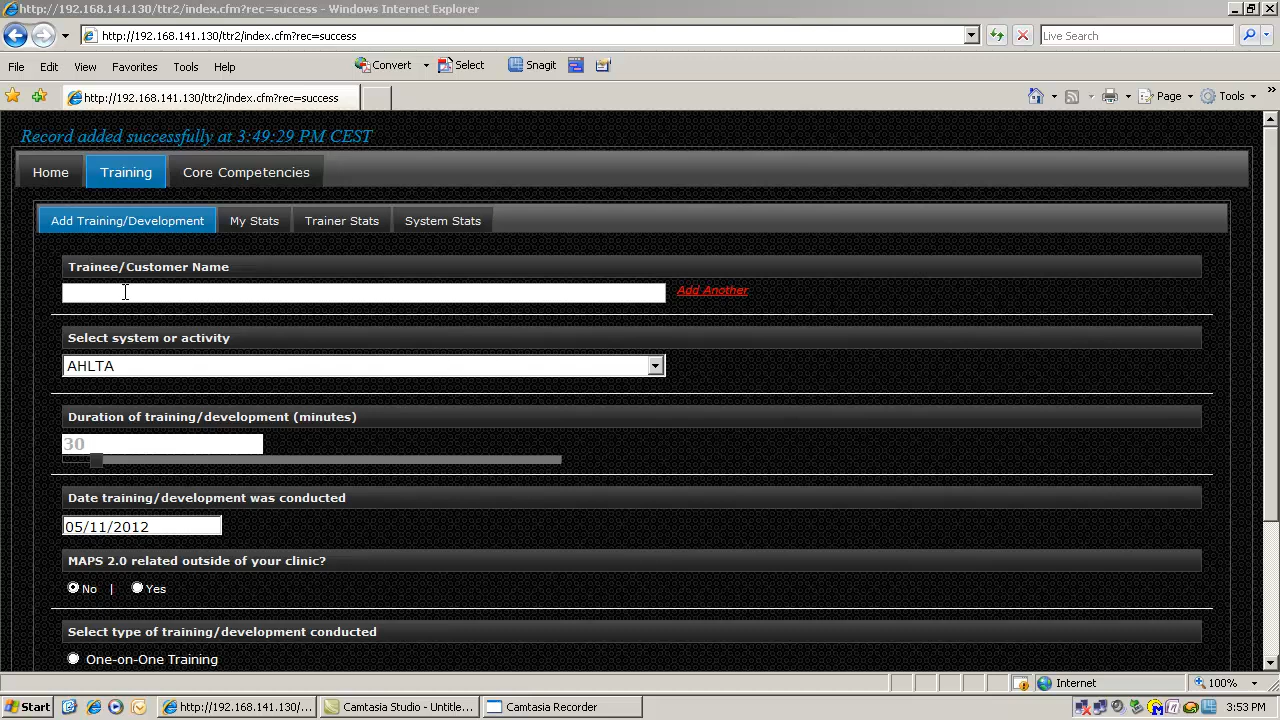 http://192.168.141.130/ttr2/index.cfm?rec=success - Windows Internet Explorer
http://192.168.141.130/ttr2/index.cfm?rec=success
Live Search
File Edit View Favorites Tools Help Convert Select Snagit
http://192.168.141.130/ttr2/index.cfm?rec=success
Page Tools
Record added successfully at 3:49:29 PM CEST
Home Training Core Competencies
Add Training/Development My Stats Trainer Stats System Stats
Trainee/Customer Name
Add Another
Select system or activity
AHLTA
Duration of training/development (minutes)
30
Date training/development was conducted
05/11/2012
MAPS 2.0 related outside of your clinic?
No | Yes
Select type of training/development conducted
One-on-One Training
Internet 100%
Start http://192.168.141.130/... Camtasia Studio - Untitle... Camtasia Recorder 3:53 PM